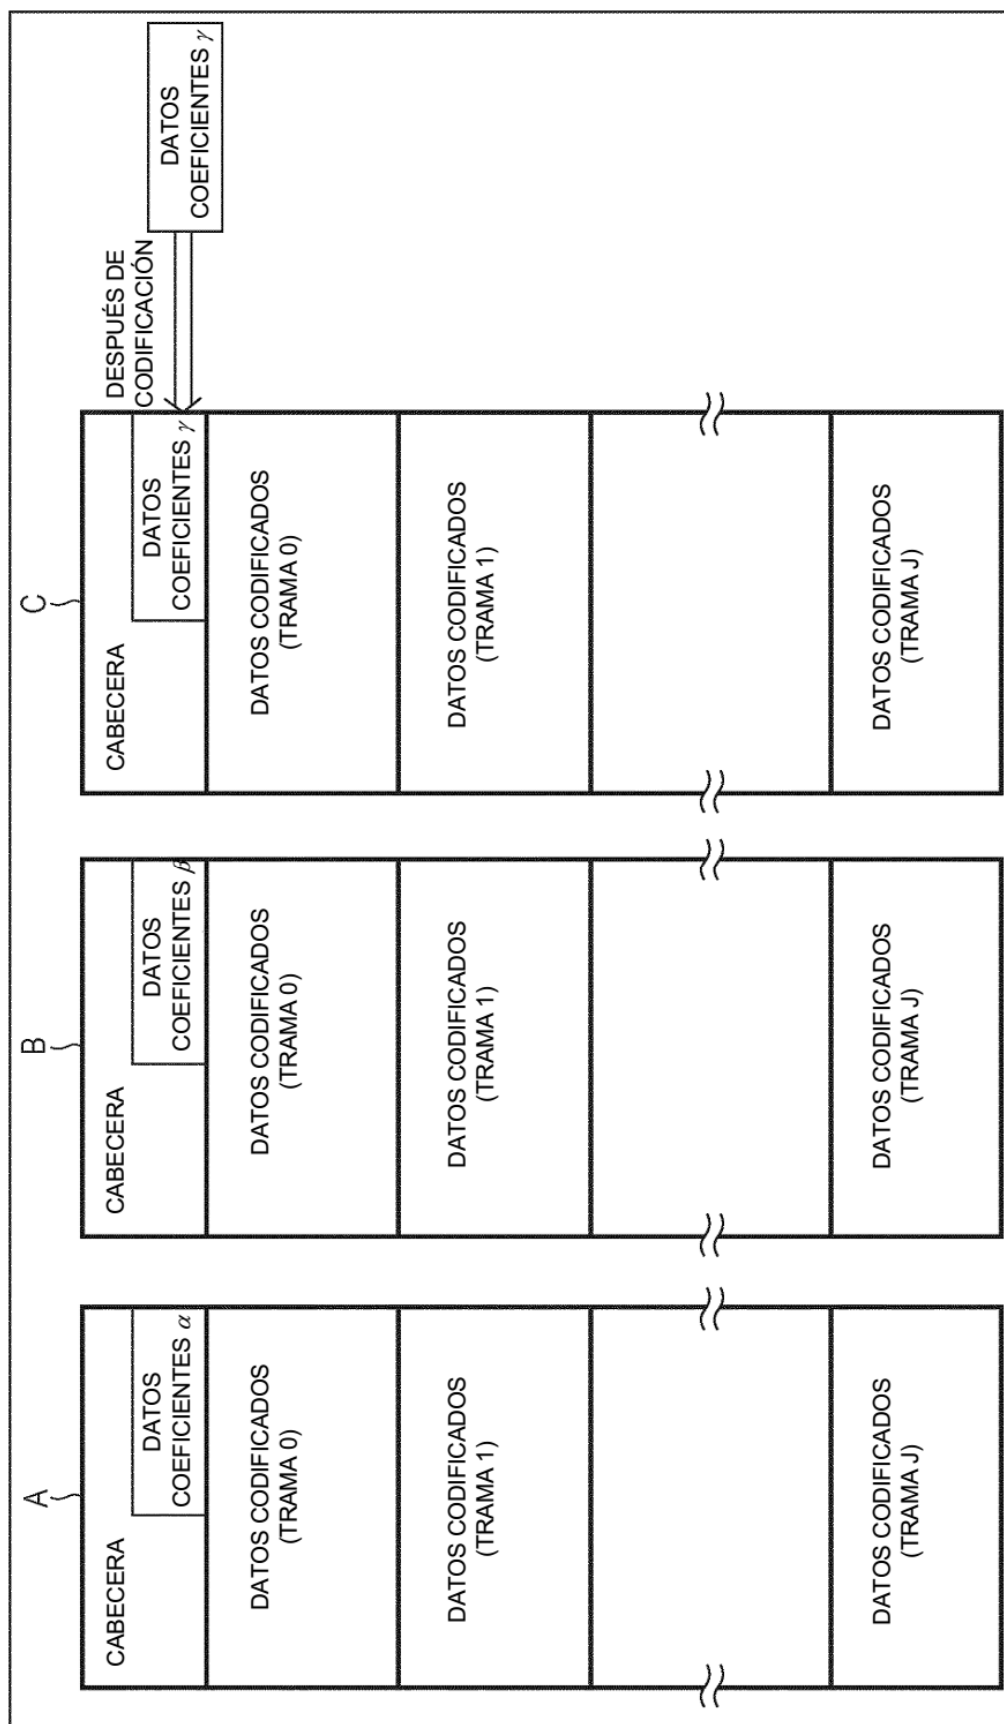 A
CABECERA
DATOS
COEFICIENTES α
DATOS CODIFICADOS
(TRAMA 0)
DATOS CODIFICADOS
(TRAMA 1)
DATOS CODIFICADOS
(TRAMA J)
B
CABECERA
DATOS
COEFICIENTES β
DATOS CODIFICADOS
(TRAMA 0)
DATOS CODIFICADOS
(TRAMA 1)
DATOS CODIFICADOS
(TRAMA J)
C
CABECERA
DATOS
COEFICIENTES γ
DATOS CODIFICADOS
(TRAMA 0)
DATOS CODIFICADOS
(TRAMA 1)
DATOS CODIFICADOS
(TRAMA J)
DESPUÉS DE
CODIFICACIÓN
DATOS
COEFICIENTES γ